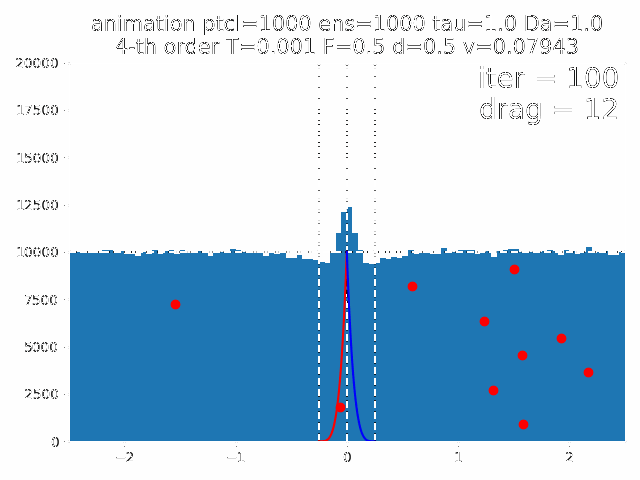 animation ptcl=1000 ens=1000 tau=1.0 Da=1.0
4-th order T=0.001 F=0.5 d=0.5 v=0.07943
iter = 100
drag = 12
20000
17500
15000
12500
10000
7500
5000
2500
0
−2 −1 0 1 2